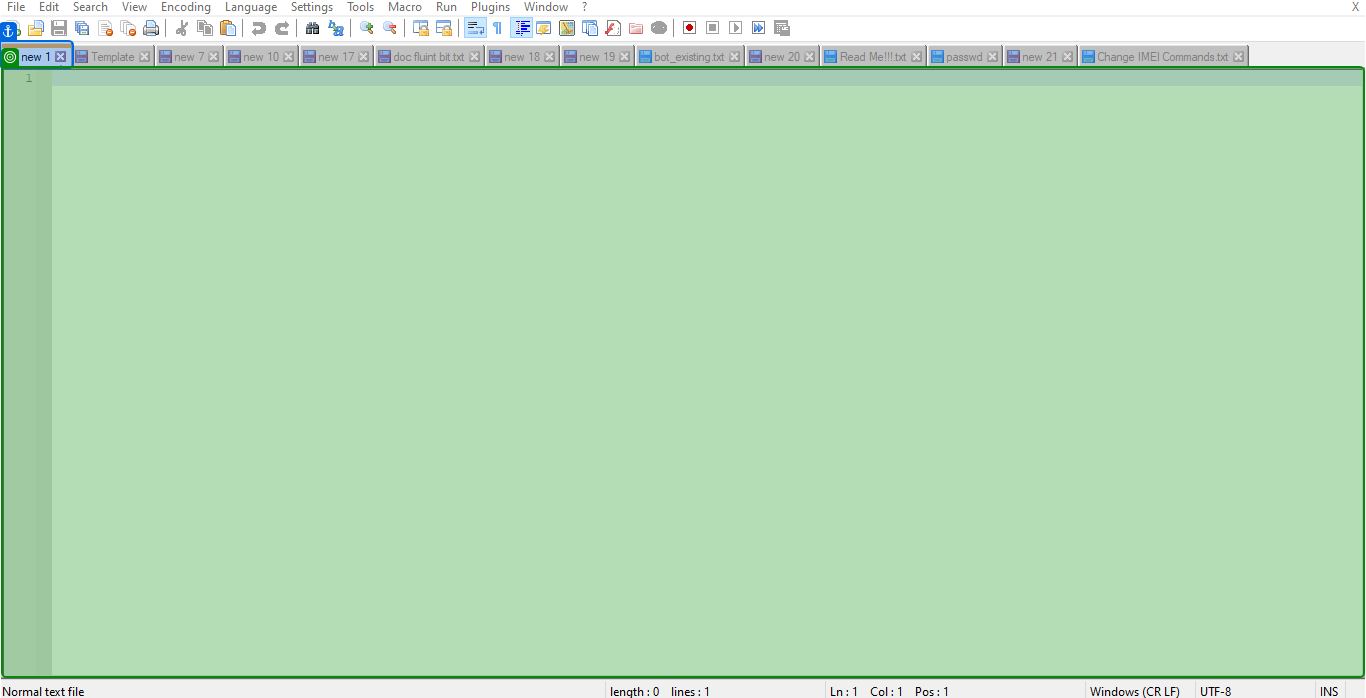 File Edit Search View Encoding Language Settings Tools Macro Run Plugins Window ? X
new 1 Template new 7 new 10 new 17 doc fluint bit.txt new 18 new 19 bot_existing.txt new 20 Read Me!!!.txt passwd new 21 Change IMEI Commands.txt
1
Normal text file length : 0 lines : 1 Ln : 1 Col : 1 Pos : 1 Windows (CR LF) UTF-8 INS